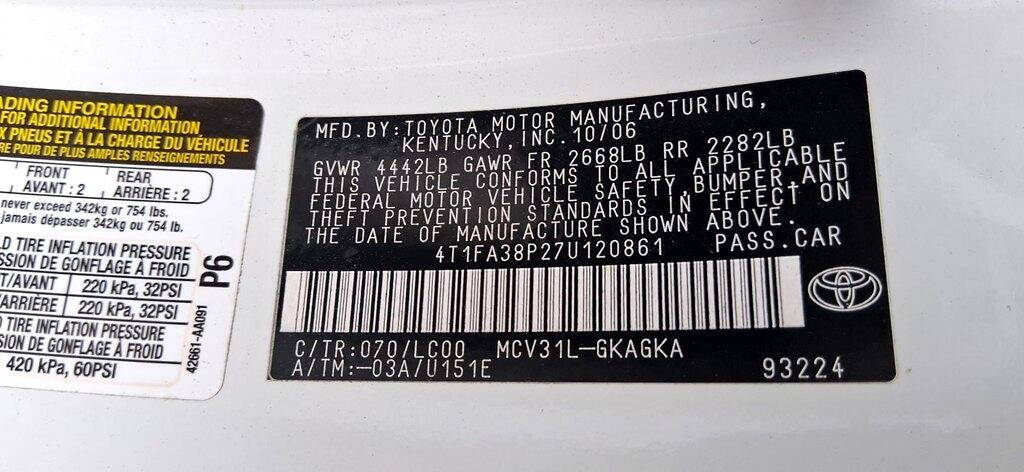 ADING INFORMATION
FOR ADDITIONAL INFORMATION
X PNEUS ET À LA CHARGE DU VÉHICULE
RE POUR DE PLUS AMPLES RENSEIGNEMENTS
FRONT REAR
AVANT : 2 ARRIÈRE : 2
never exceed 342kg or 754 lbs.
jamais dépasser 342kg ou 754 lb.
D TIRE INFLATION PRESSURE
SSION DE GONFLAGE À FROID
T/AVANT 220 kPa, 32PSI
/ARRIÈRE 220 kPa, 32PSI
TIRE INFLATION PRESSURE
SION DE GONFLAGE À FROID
420 kPa, 60PSI
P6
42661-AA091
MFD.BY:TOYOTA MOTOR MANUFACTURING,
KENTUCKY,INC.10/06
GVWR 4442LB GAWR FR 2668LB RR 2282LB
THIS VEHICLE CONFORMS TO ALL APPLICABLE
FEDERAL MOTOR VEHICLE SAFETY,BUMPER AND
THEFT PREVENTION STANDARDS IN EFFECT ON
THE DATE OF MANUFACTURE SHOWN ABOVE.
4T1FA38P27U120861 PASS.CAR
C/TR:070/LC00 MCV31L-GKAGKA
A/TM:-03A/U151E 93224